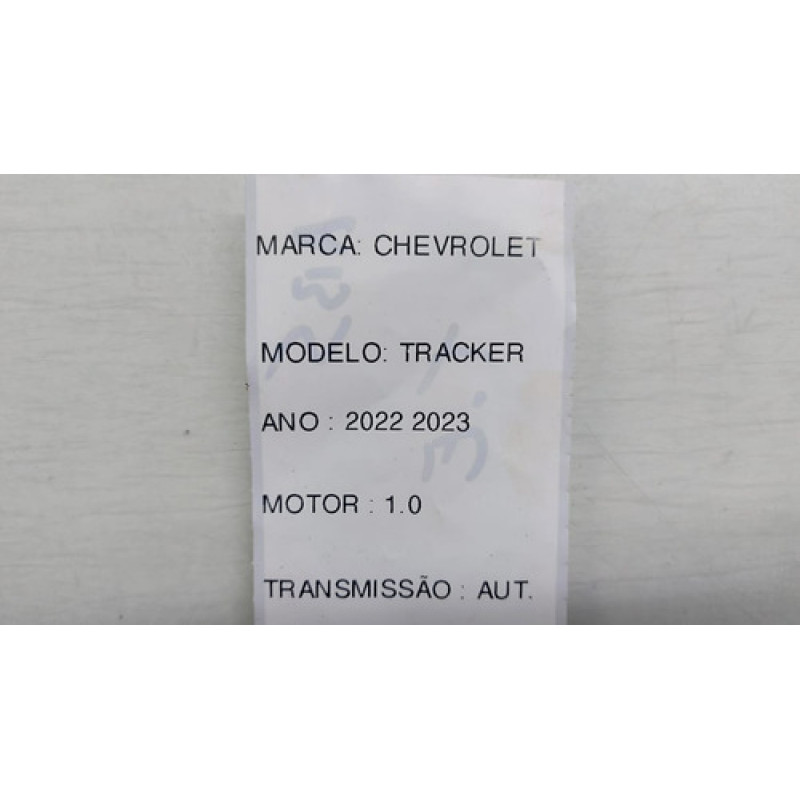 MARCA: CHEVROLET
MODELO: TRACKER
ANO : 2022 2023
MOTOR : 1.0
TRANSMISSÃO : AUT.